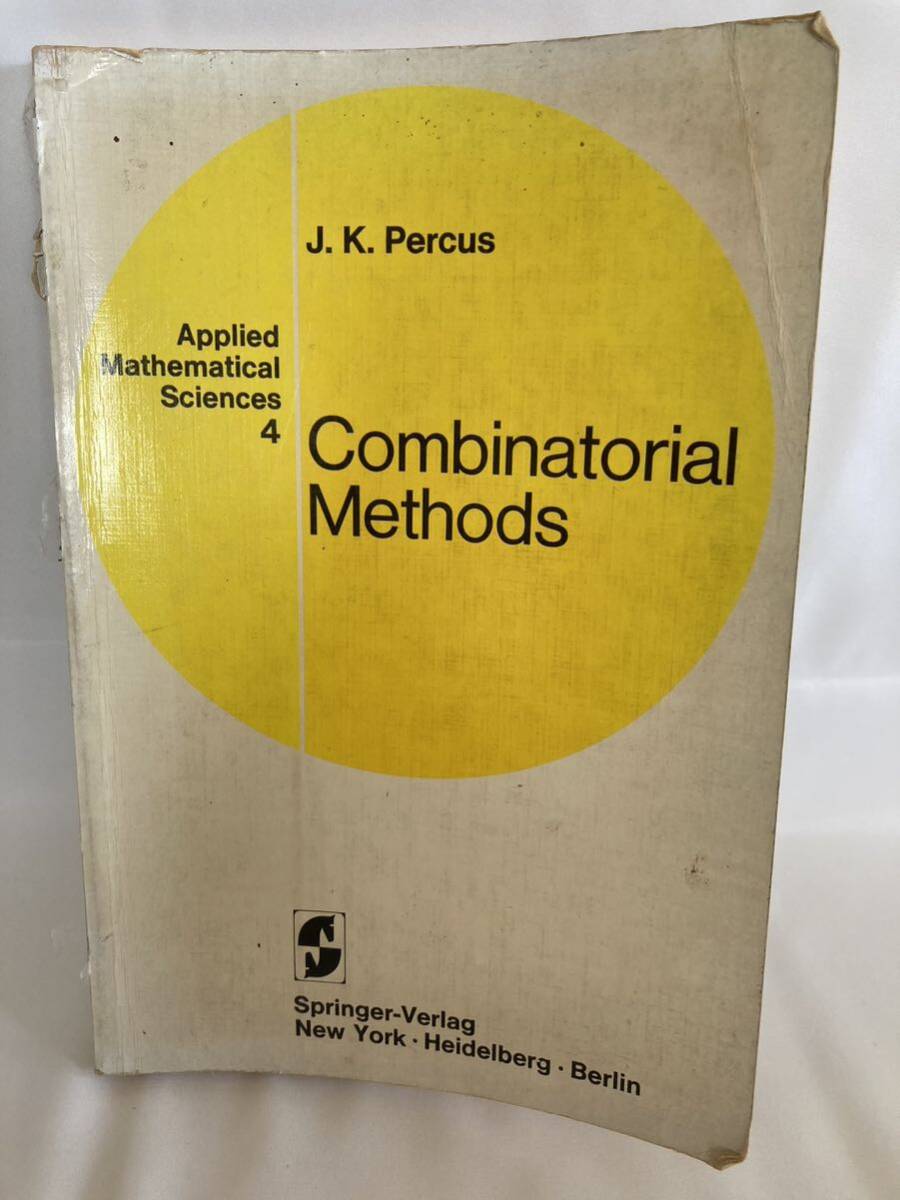 J. K. Percus
Applied
Mathematical
Sciences
4
Combinatorial
Methods
Springer-Verlag
New York · Heidelberg · Berlin